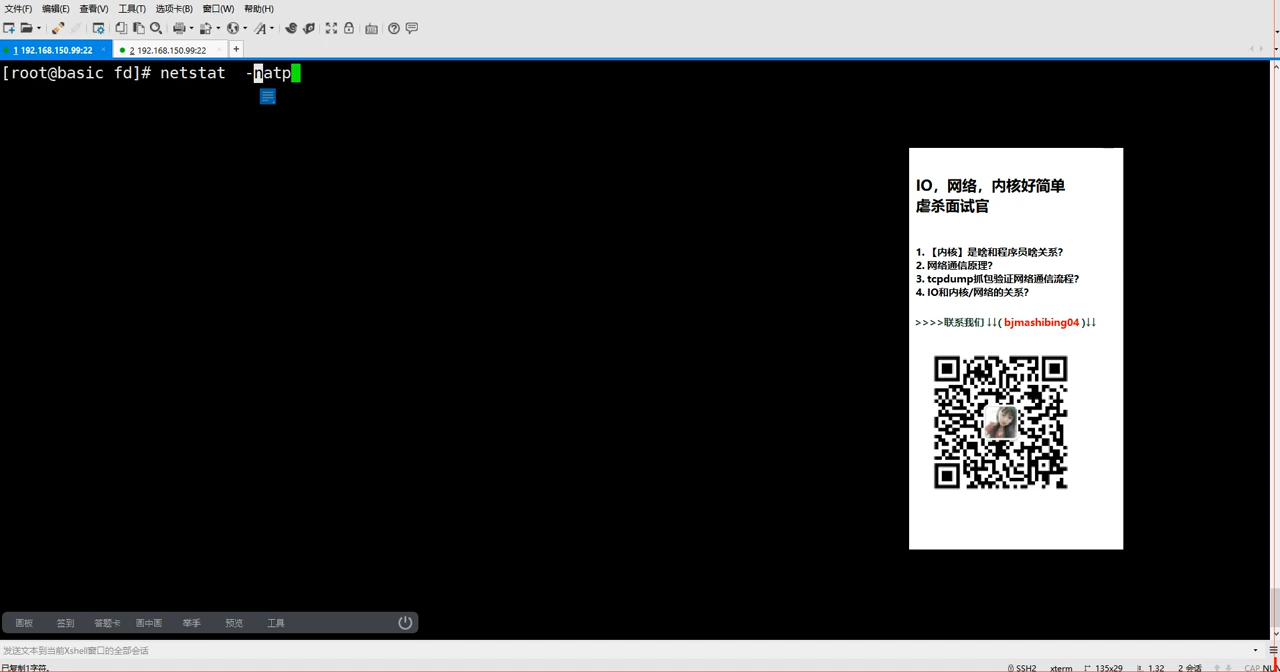 文件(F) 编辑(E) 查看(V) 工具(T) 选项卡(B) 窗口(W) 帮助(H)
1 192.168.150.99:22 × 2 192.168.150.99:22 × +
[root@basic fd]# netstat  -natp
IO，网络，内核好简单
虐杀面试官
1. 【内核】是啥和程序员啥关系？
2. 网络通信原理？
3. tcpdump抓包验证网络通信流程？
4. IO和内核/网络的关系？
>>>>联系我们 ↓↓( bjmashibing04 )↓↓
画板 签到 答题卡 画中画 举手 预览 工具
发送文本到当前Xshell窗口的全部会话
已复制1字符。 SSH2 xterm 135x29 1,32 2 会话 CAP NUM